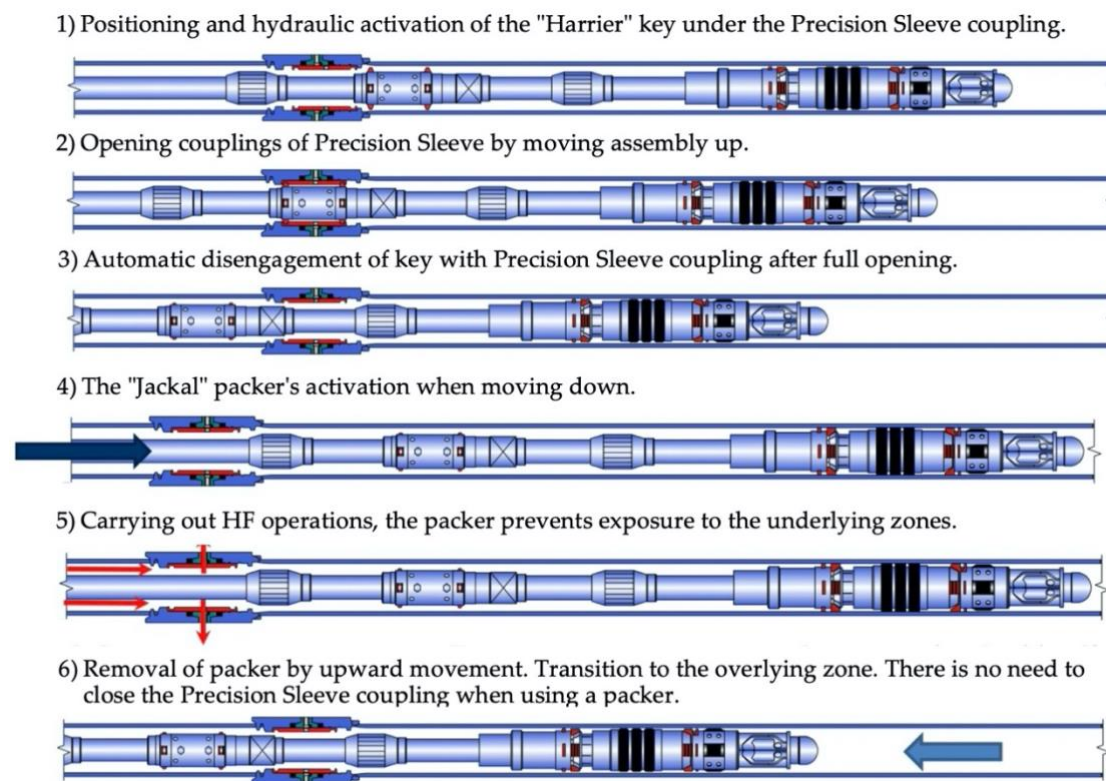 1) Positioning and hydraulic activation of the "Harrier" key under the Precision Sleeve coupling.
2) Opening couplings of Precision Sleeve by moving assembly up.
3) Automatic disengagement of key with Precision Sleeve coupling after full opening.
4) The "Jackal" packer's activation when moving down.
5) Carrying out HF operations, the packer prevents exposure to the underlying zones.
6) Removal of packer by upward movement. Transition to the overlying zone. There is no need to
close the Precision Sleeve coupling when using a packer.